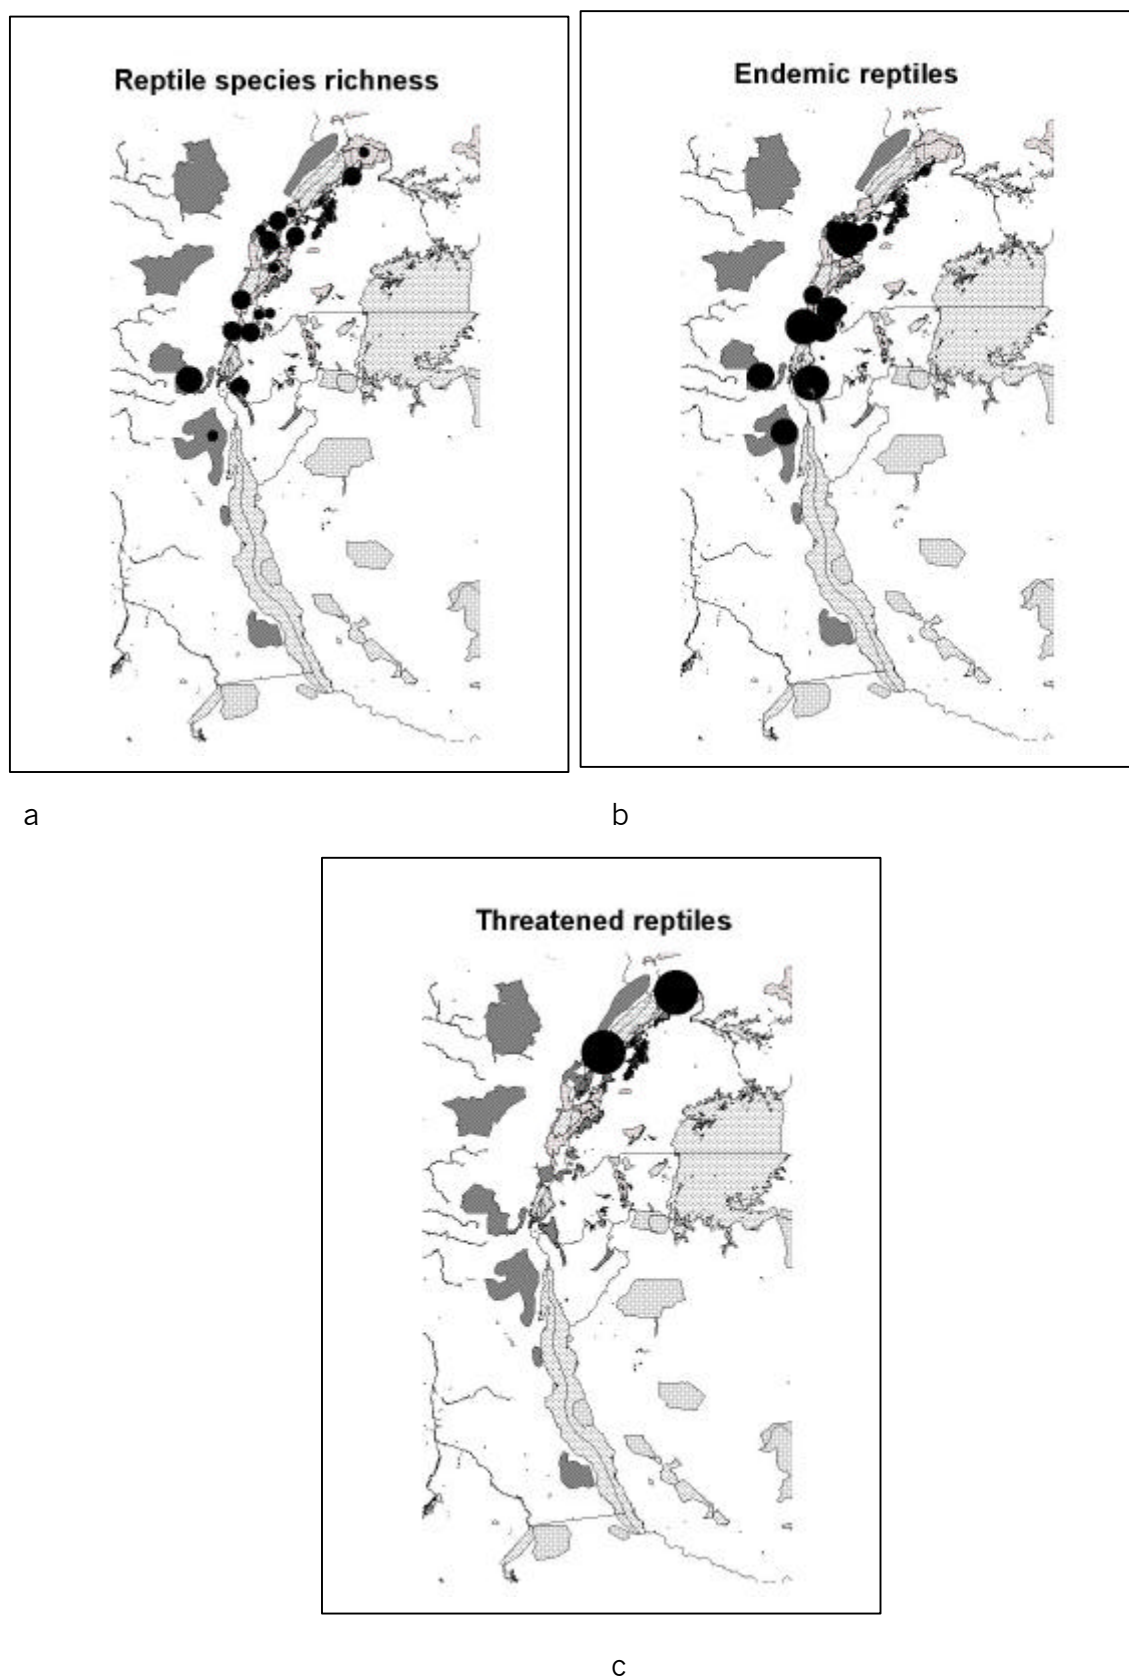 Reptile species richness
Endemic reptiles
a
b
Threatened reptiles
c